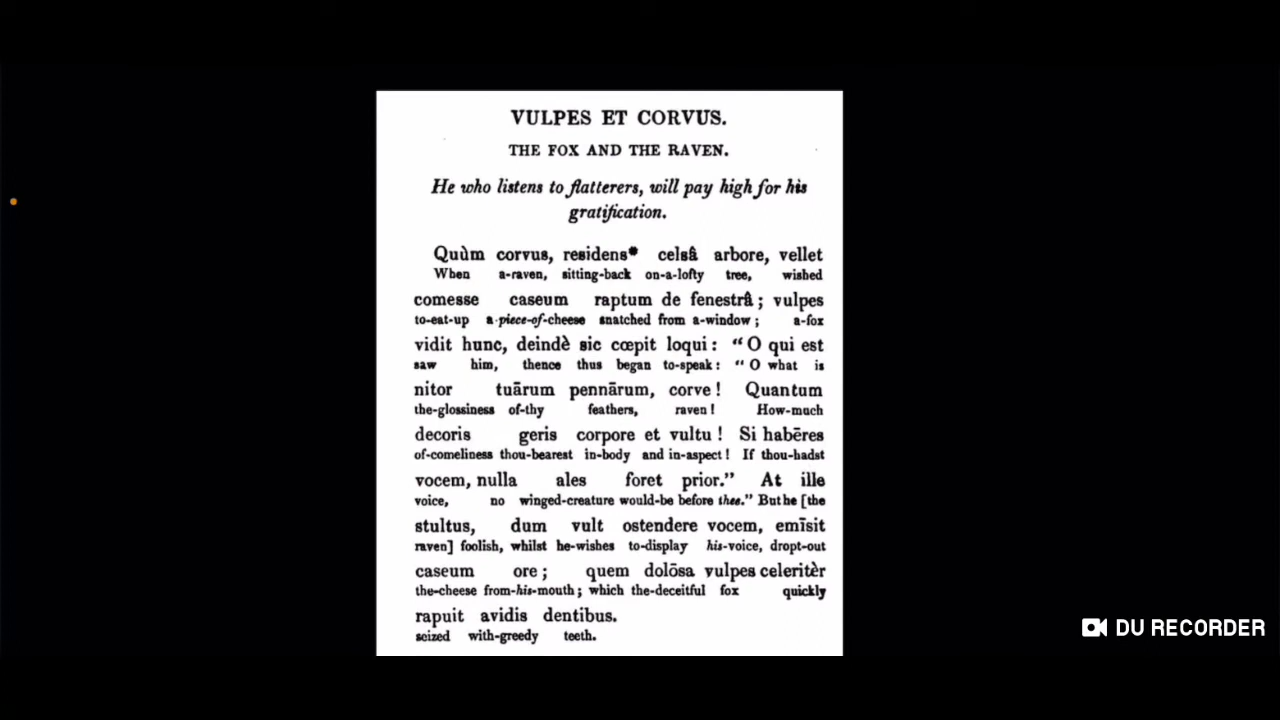 VULPES ET CORVUS.
THE FOX AND THE RAVEN.
He who listens to flatterers, will pay high for his
gratification.
Quùm corvus, residens* celsâ arbore, vellet
When a-raven, sitting-back on-a-lofty tree, wished
comesse caseum raptum de fenestrâ; vulpes
to-eat-up a-piece-of-cheese snatched from a-window; a-fox
vidit hunc, deindè sic cœpit loqui: “O qui est
saw him, thence thus began to-speak: “O what is
nitor tuārum pennārum, corve! Quantum
the-glossiness of-thy feathers, raven! How-much
decoris geris corpore et vultu! Si habēres
of-comeliness thou-bearest in-body and in-aspect! If thou-hadst
vocem, nulla ales foret prior.” At ille
voice, no winged-creature would-be before thee.” But he [the
stultus, dum vult ostendere vocem, emīsit
raven] foolish, whilst he-wishes to-display his-voice, dropt-out
caseum ore; quem dolōsa vulpes celeritèr
the-cheese from-his-mouth; which the-deceitful fox quickly
rapuit avidis dentibus.
seized with-greedy teeth.
DU RECORDER